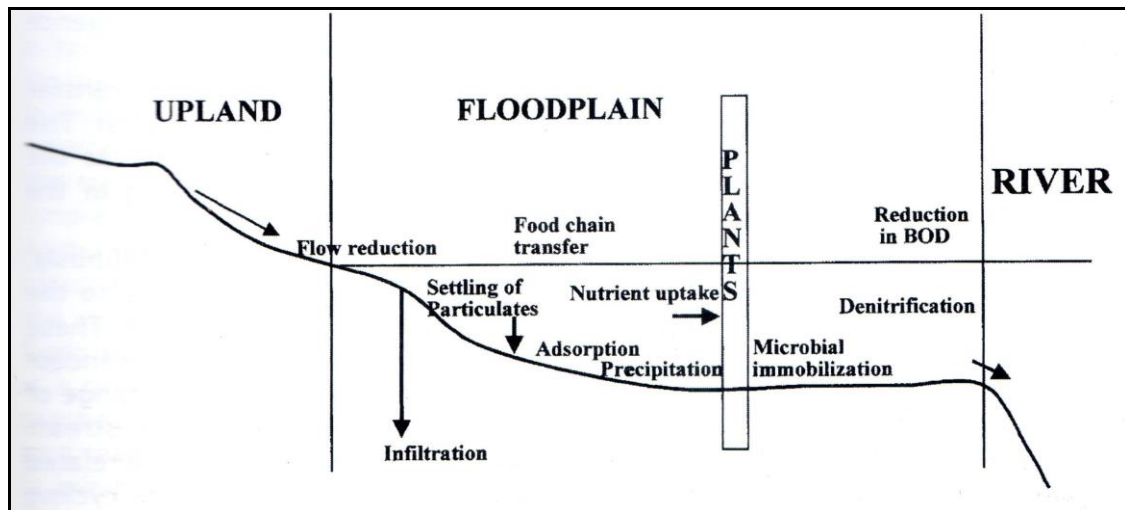 UPLAND
FLOODPLAIN
PLANTS
RIVER
Flow reduction
Food chain
transfer
Reduction
in BOD
Settling of
Particulates
Nutrient uptake
Denitrification
Adsorption
Precipitation
Microbial
immobilization
Infiltration